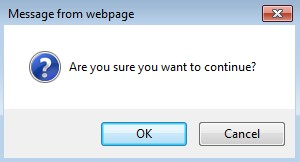 Message from webpage
Are you sure you want to continue?
OK Cancel